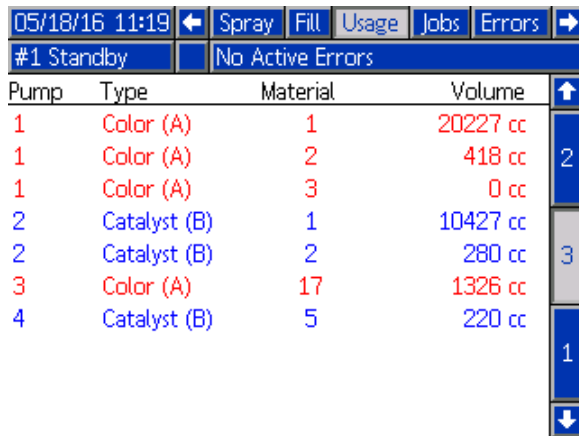 05/18/16 11:19 Spray Fill Usage Jobs Errors
#1 Standby No Active Errors
Pump Type Material Volume
1 Color (A) 1 20227 cc
1 Color (A) 2 418 cc
2
1 Color (A) 3 0 cc
2 Catalyst (B) 1 10427 cc
2 Catalyst (B) 2 280 cc
3
3 Color (A) 17 1326 cc
4 Catalyst (B) 5 220 cc
1